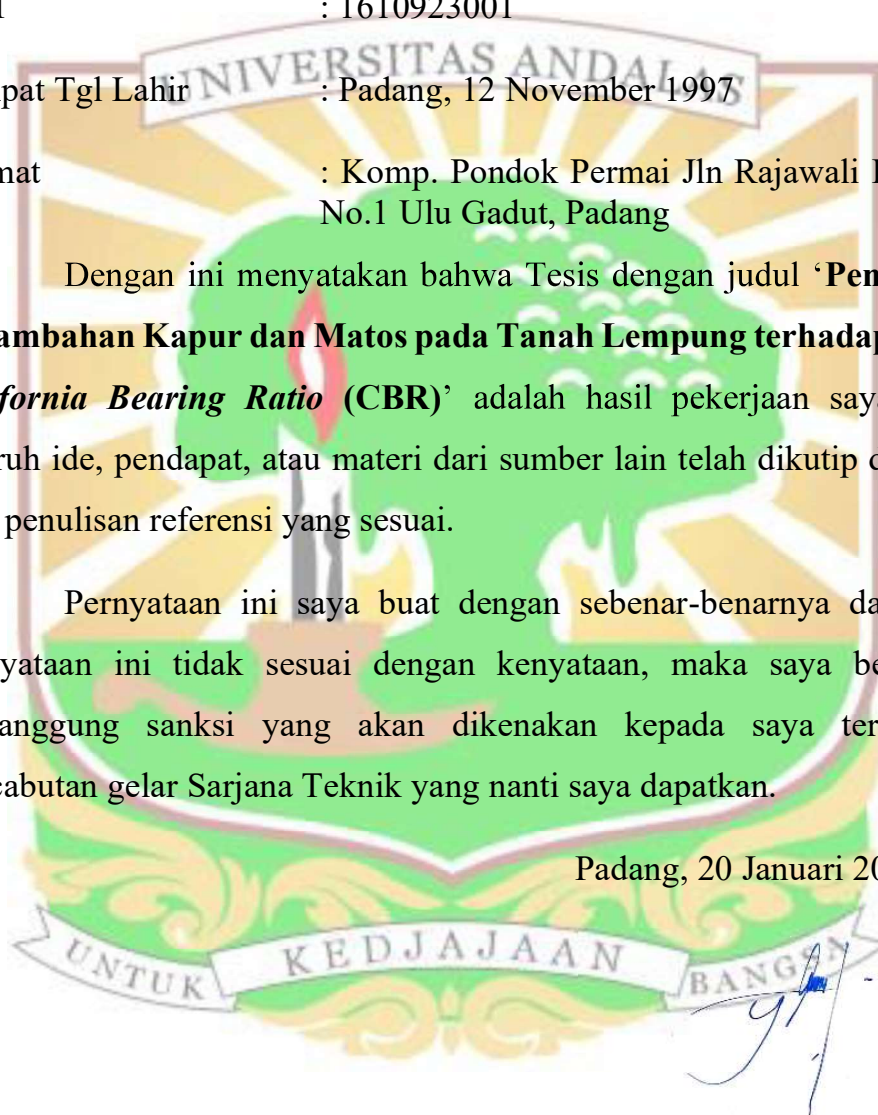 : 1610923001
UNIVERSITAS ANDALAS
pat Tgl Lahir : Padang, 12 November 1997
mat : Komp. Pondok Permai Jln Rajawali
No.1 Ulu Gadut, Padang
Dengan ini menyatakan bahwa Tesis dengan judul ‘Pen
ambahan Kapur dan Matos pada Tanah Lempung terhadap
fornia Bearing Ratio (CBR)’ adalah hasil pekerjaan saya
ruh ide, pendapat, atau materi dari sumber lain telah dikutip d
penulisan referensi yang sesuai.
Pernyataan ini saya buat dengan sebenar-benarnya da
yataan ini tidak sesuai dengan kenyataan, maka saya be
anggung sanksi yang akan dikenakan kepada saya ter
cabutan gelar Sarjana Teknik yang nanti saya dapatkan.
Padang, 20 Januari 20
UNTUK KEDJAJAAN BANGSA